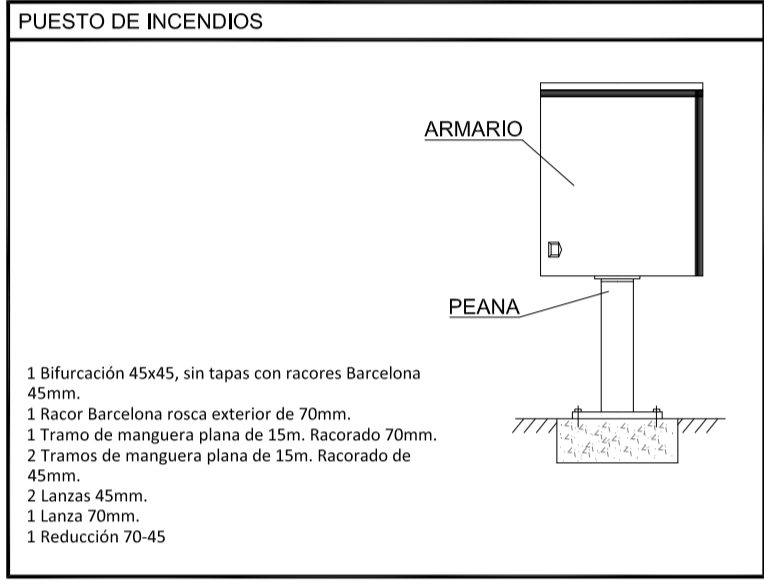 PUESTO DE INCENDIOS
ARMARIO
PEANA
1 Bifurcación 45x45, sin tapas con racores Barcelona
45mm.
1 Racor Barcelona rosca exterior de 70mm.
1 Tramo de manguera plana de 15m. Racorado 70mm.
2 Tramos de manguera plana de 15m. Racorado de
45mm.
2 Lanzas 45mm.
1 Lanza 70mm.
1 Reducción 70-45